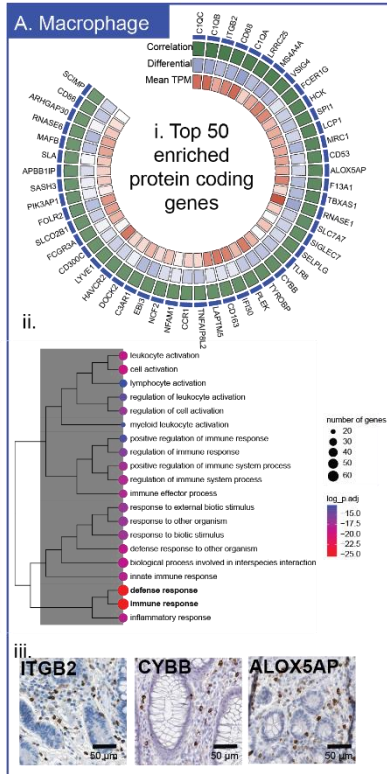 A. Macrophage
Correlation
Differential
Mean TPM
C1QC
C1QB
ITGB2
CD68
C1QA
LRRC25
MS4A4A
VSIG4
FCER1G
HCK
SPI1
LCP1
MRC1
CD53
ALOX5AP
F13A1
TBXAS1
RNASE1
SLC7A7
SIGLEC7
SELPLG
TLR8
CYBB
TYROBP
PLEK
IFI30
CD163
LAPTM5
TNFAIP8L2
CCR1
NFAM1
NCF2
EBI3
C3AR1
DOCK2
HAVCR2
LYVE1
CD300C
FCGR3A
SLCO2B1
FOLR2
PIK3AP1
SASH3
APBB1IP
SLA
MAFB
RNASE6
ARHGAP30
CD86
SCIMP
i. Top 50
enriched
protein coding
genes
ii.
leukocyte activation
cell activation
lymphocyte activation
regulation of leukocyte activation
regulation of cell activation
myeloid leukocyte activation
positive regulation of immune response
regulation of immune response
positive regulation of immune system process
regulation of immune system process
immune effector process
response to external biotic stimulus
response to other organism
response to biotic stimulus
defense response to other organism
biological process involved in interspecies interaction
innate immune response
defense response
immune response
inflammatory response
number of genes
20
30
40
50
60
log_p.adj
-15.0
-17.5
-20.0
-22.5
-25.0
iii.
ITGB2
CYBB
ALOX5AP
50 µm
50 µm
50 µm